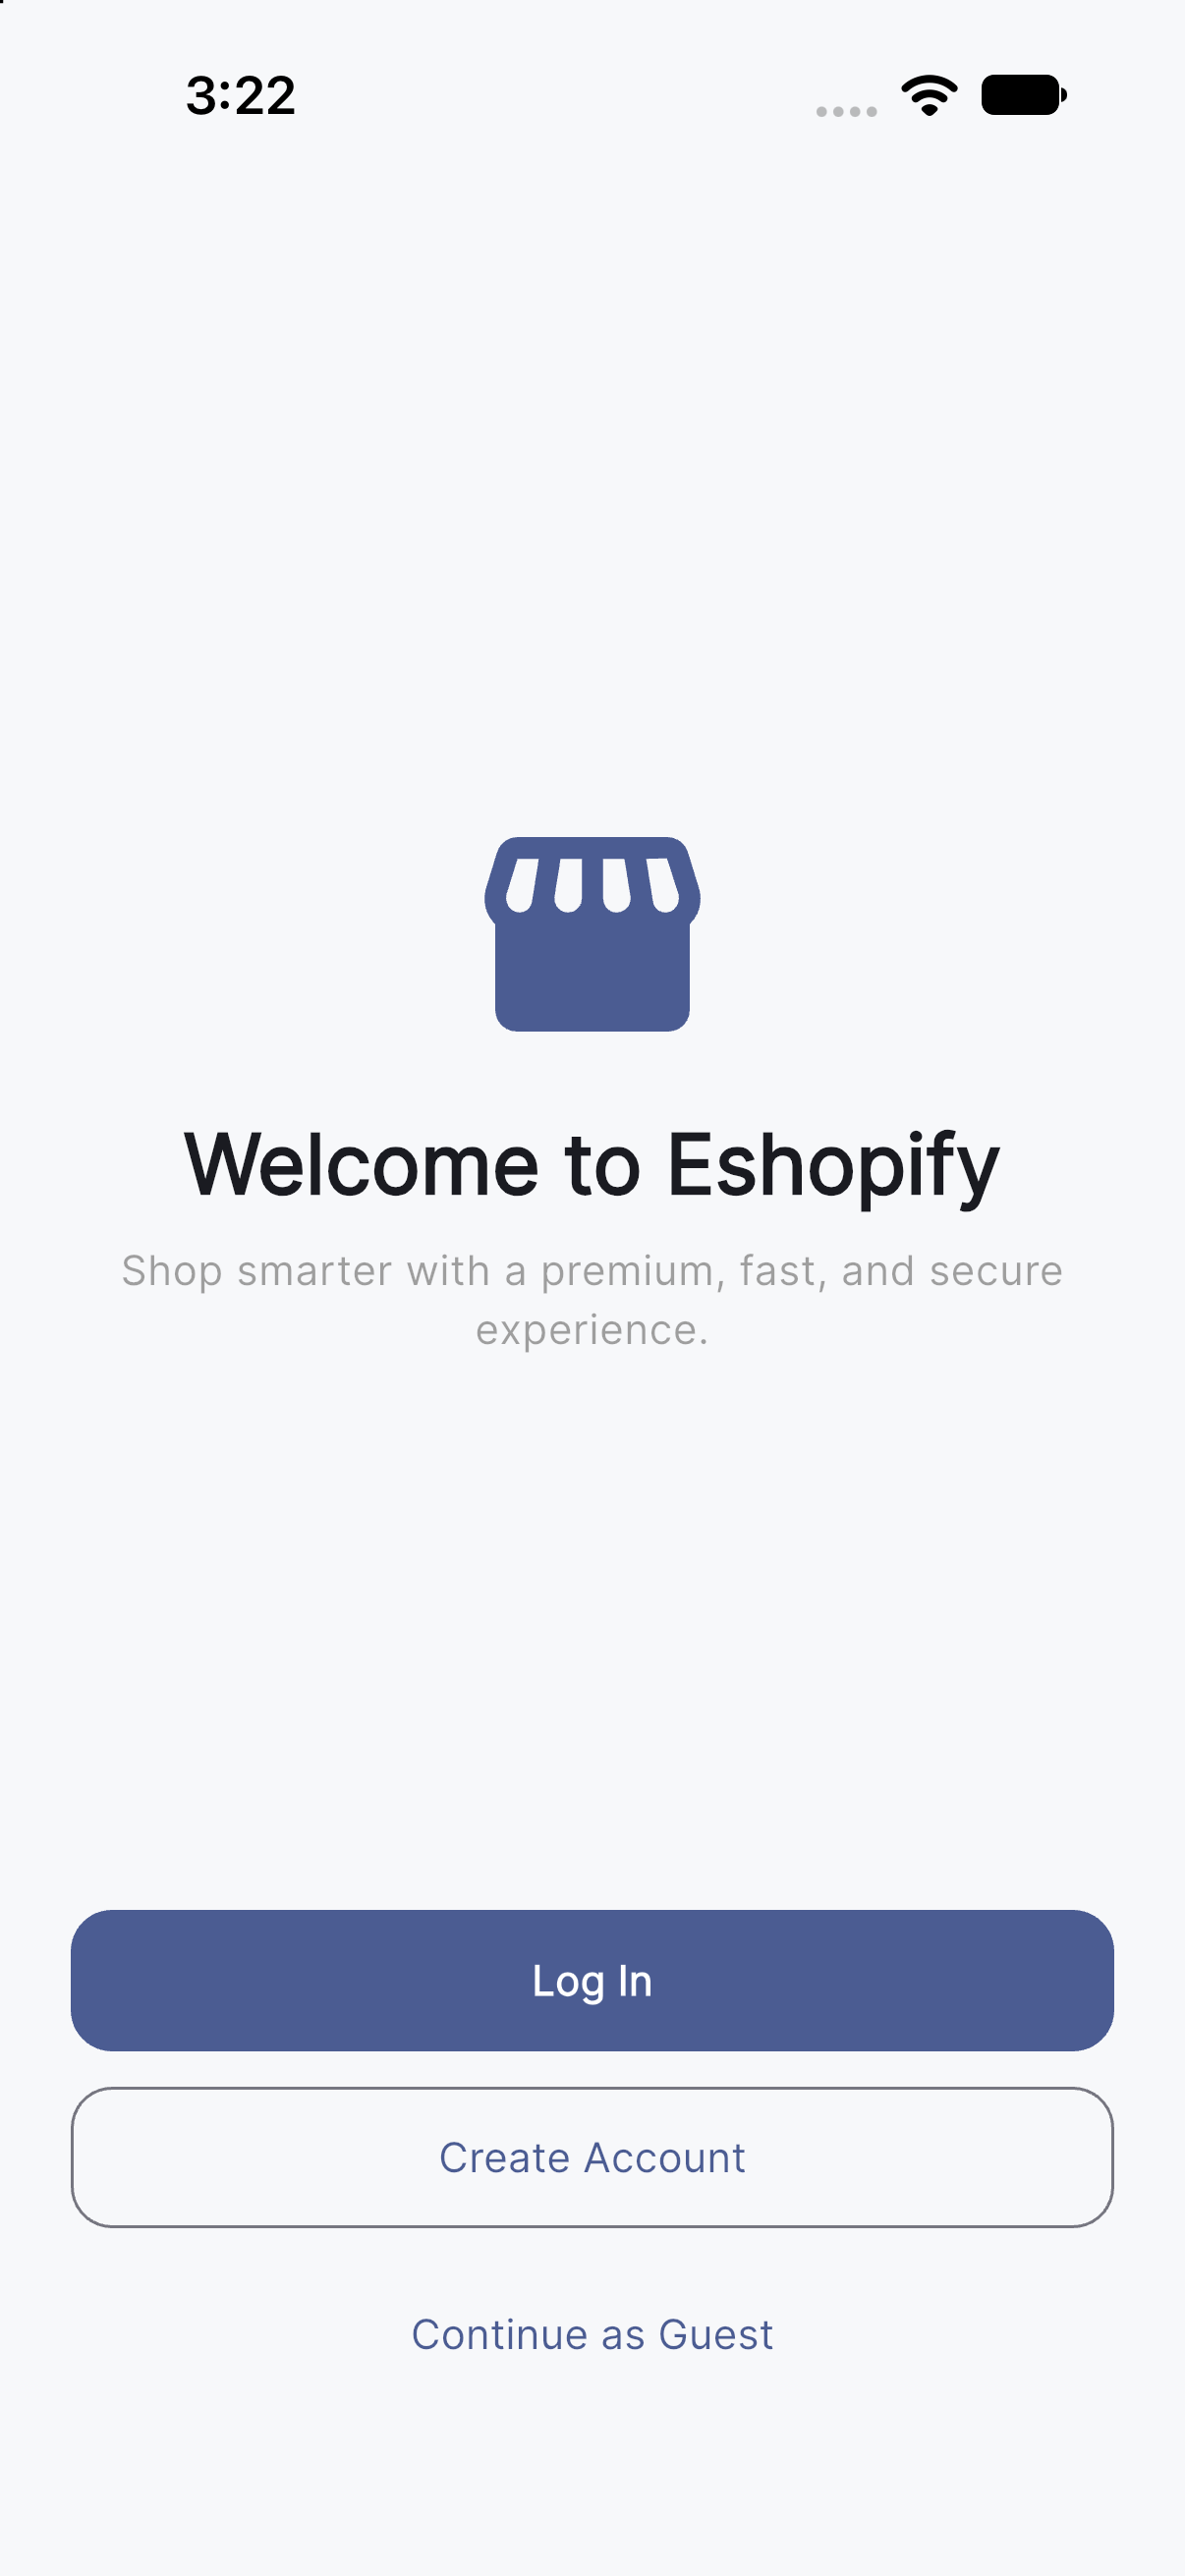 3:22
Welcome to Eshopify
Shop smarter with a premium, fast, and secure
experience.
Log In
Create Account
Continue as Guest